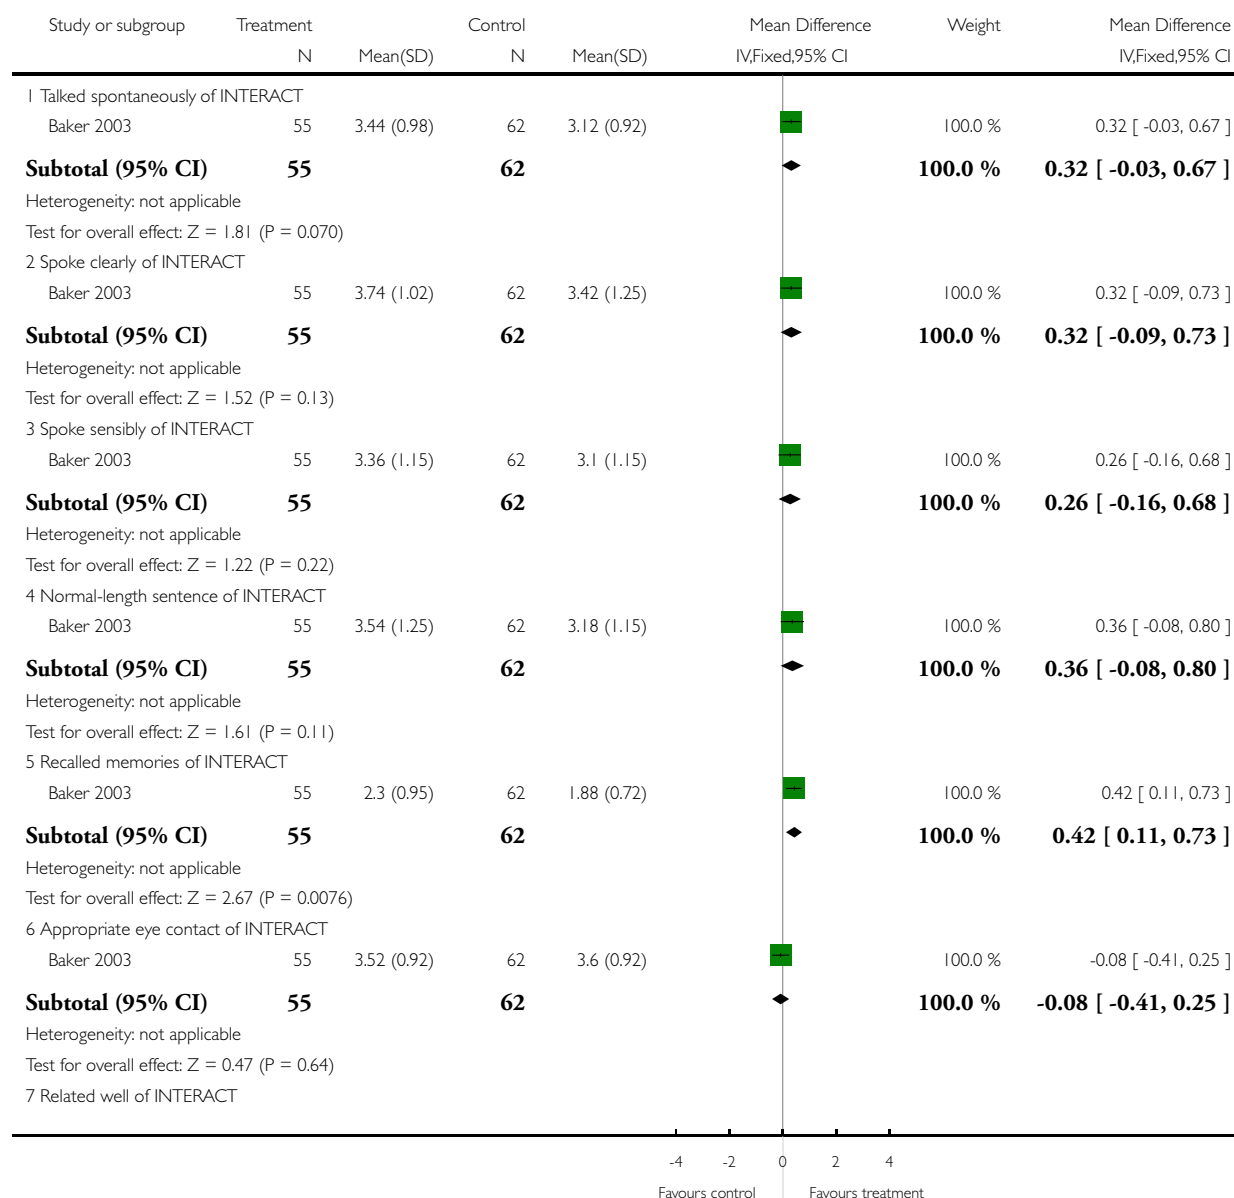 Study or subgroup Treatment Control Mean Difference Weight Mean Difference
N Mean(SD) N Mean(SD) IV,Fixed,95% CI IV,Fixed,95% CI
1 Talked spontaneously of INTERACT
Baker 2003 55 3.44 (0.98) 62 3.12 (0.92) 100.0 % 0.32 [ -0.03, 0.67 ]
Subtotal (95% CI) 55 62 100.0 % 0.32 [ -0.03, 0.67 ]
Heterogeneity: not applicable
Test for overall effect: Z = 1.81 (P = 0.070)
2 Spoke clearly of INTERACT
Baker 2003 55 3.74 (1.02) 62 3.42 (1.25) 100.0 % 0.32 [ -0.09, 0.73 ]
Subtotal (95% CI) 55 62 100.0 % 0.32 [ -0.09, 0.73 ]
Heterogeneity: not applicable
Test for overall effect: Z = 1.52 (P = 0.13)
3 Spoke sensibly of INTERACT
Baker 2003 55 3.36 (1.15) 62 3.1 (1.15) 100.0 % 0.26 [ -0.16, 0.68 ]
Subtotal (95% CI) 55 62 100.0 % 0.26 [ -0.16, 0.68 ]
Heterogeneity: not applicable
Test for overall effect: Z = 1.22 (P = 0.22)
4 Normal-length sentence of INTERACT
Baker 2003 55 3.54 (1.25) 62 3.18 (1.15) 100.0 % 0.36 [ -0.08, 0.80 ]
Subtotal (95% CI) 55 62 100.0 % 0.36 [ -0.08, 0.80 ]
Heterogeneity: not applicable
Test for overall effect: Z = 1.61 (P = 0.11)
5 Recalled memories of INTERACT
Baker 2003 55 2.3 (0.95) 62 1.88 (0.72) 100.0 % 0.42 [ 0.11, 0.73 ]
Subtotal (95% CI) 55 62 100.0 % 0.42 [ 0.11, 0.73 ]
Heterogeneity: not applicable
Test for overall effect: Z = 2.67 (P = 0.0076)
6 Appropriate eye contact of INTERACT
Baker 2003 55 3.52 (0.92) 62 3.6 (0.92) 100.0 % -0.08 [ -0.41, 0.25 ]
Subtotal (95% CI) 55 62 100.0 % -0.08 [ -0.41, 0.25 ]
Heterogeneity: not applicable
Test for overall effect: Z = 0.47 (P = 0.64)
7 Related well of INTERACT
-4 -2 0 2 4
Favours control Favours treatment